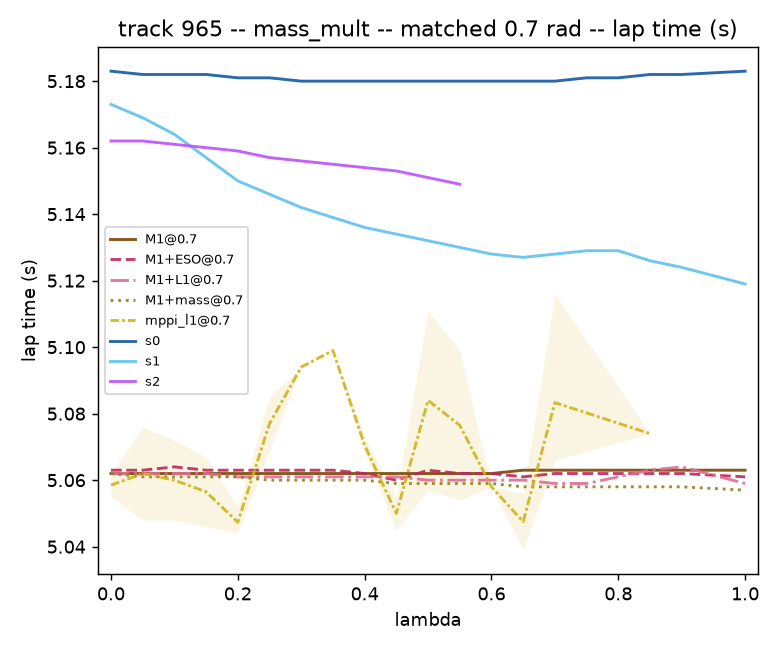 track 965 -- mass_mult -- matched 0.7 rad -- lap time (s)
lap time (s)
5.18
5.16
5.14
5.12
5.10
5.08
5.06
5.04
M1@0.7
M1+ESO@0.7
M1+L1@0.7
M1+mass@0.7
mppi_l1@0.7
s0
s1
s2
0.0 0.2 0.4 0.6 0.8 1.0
lambda